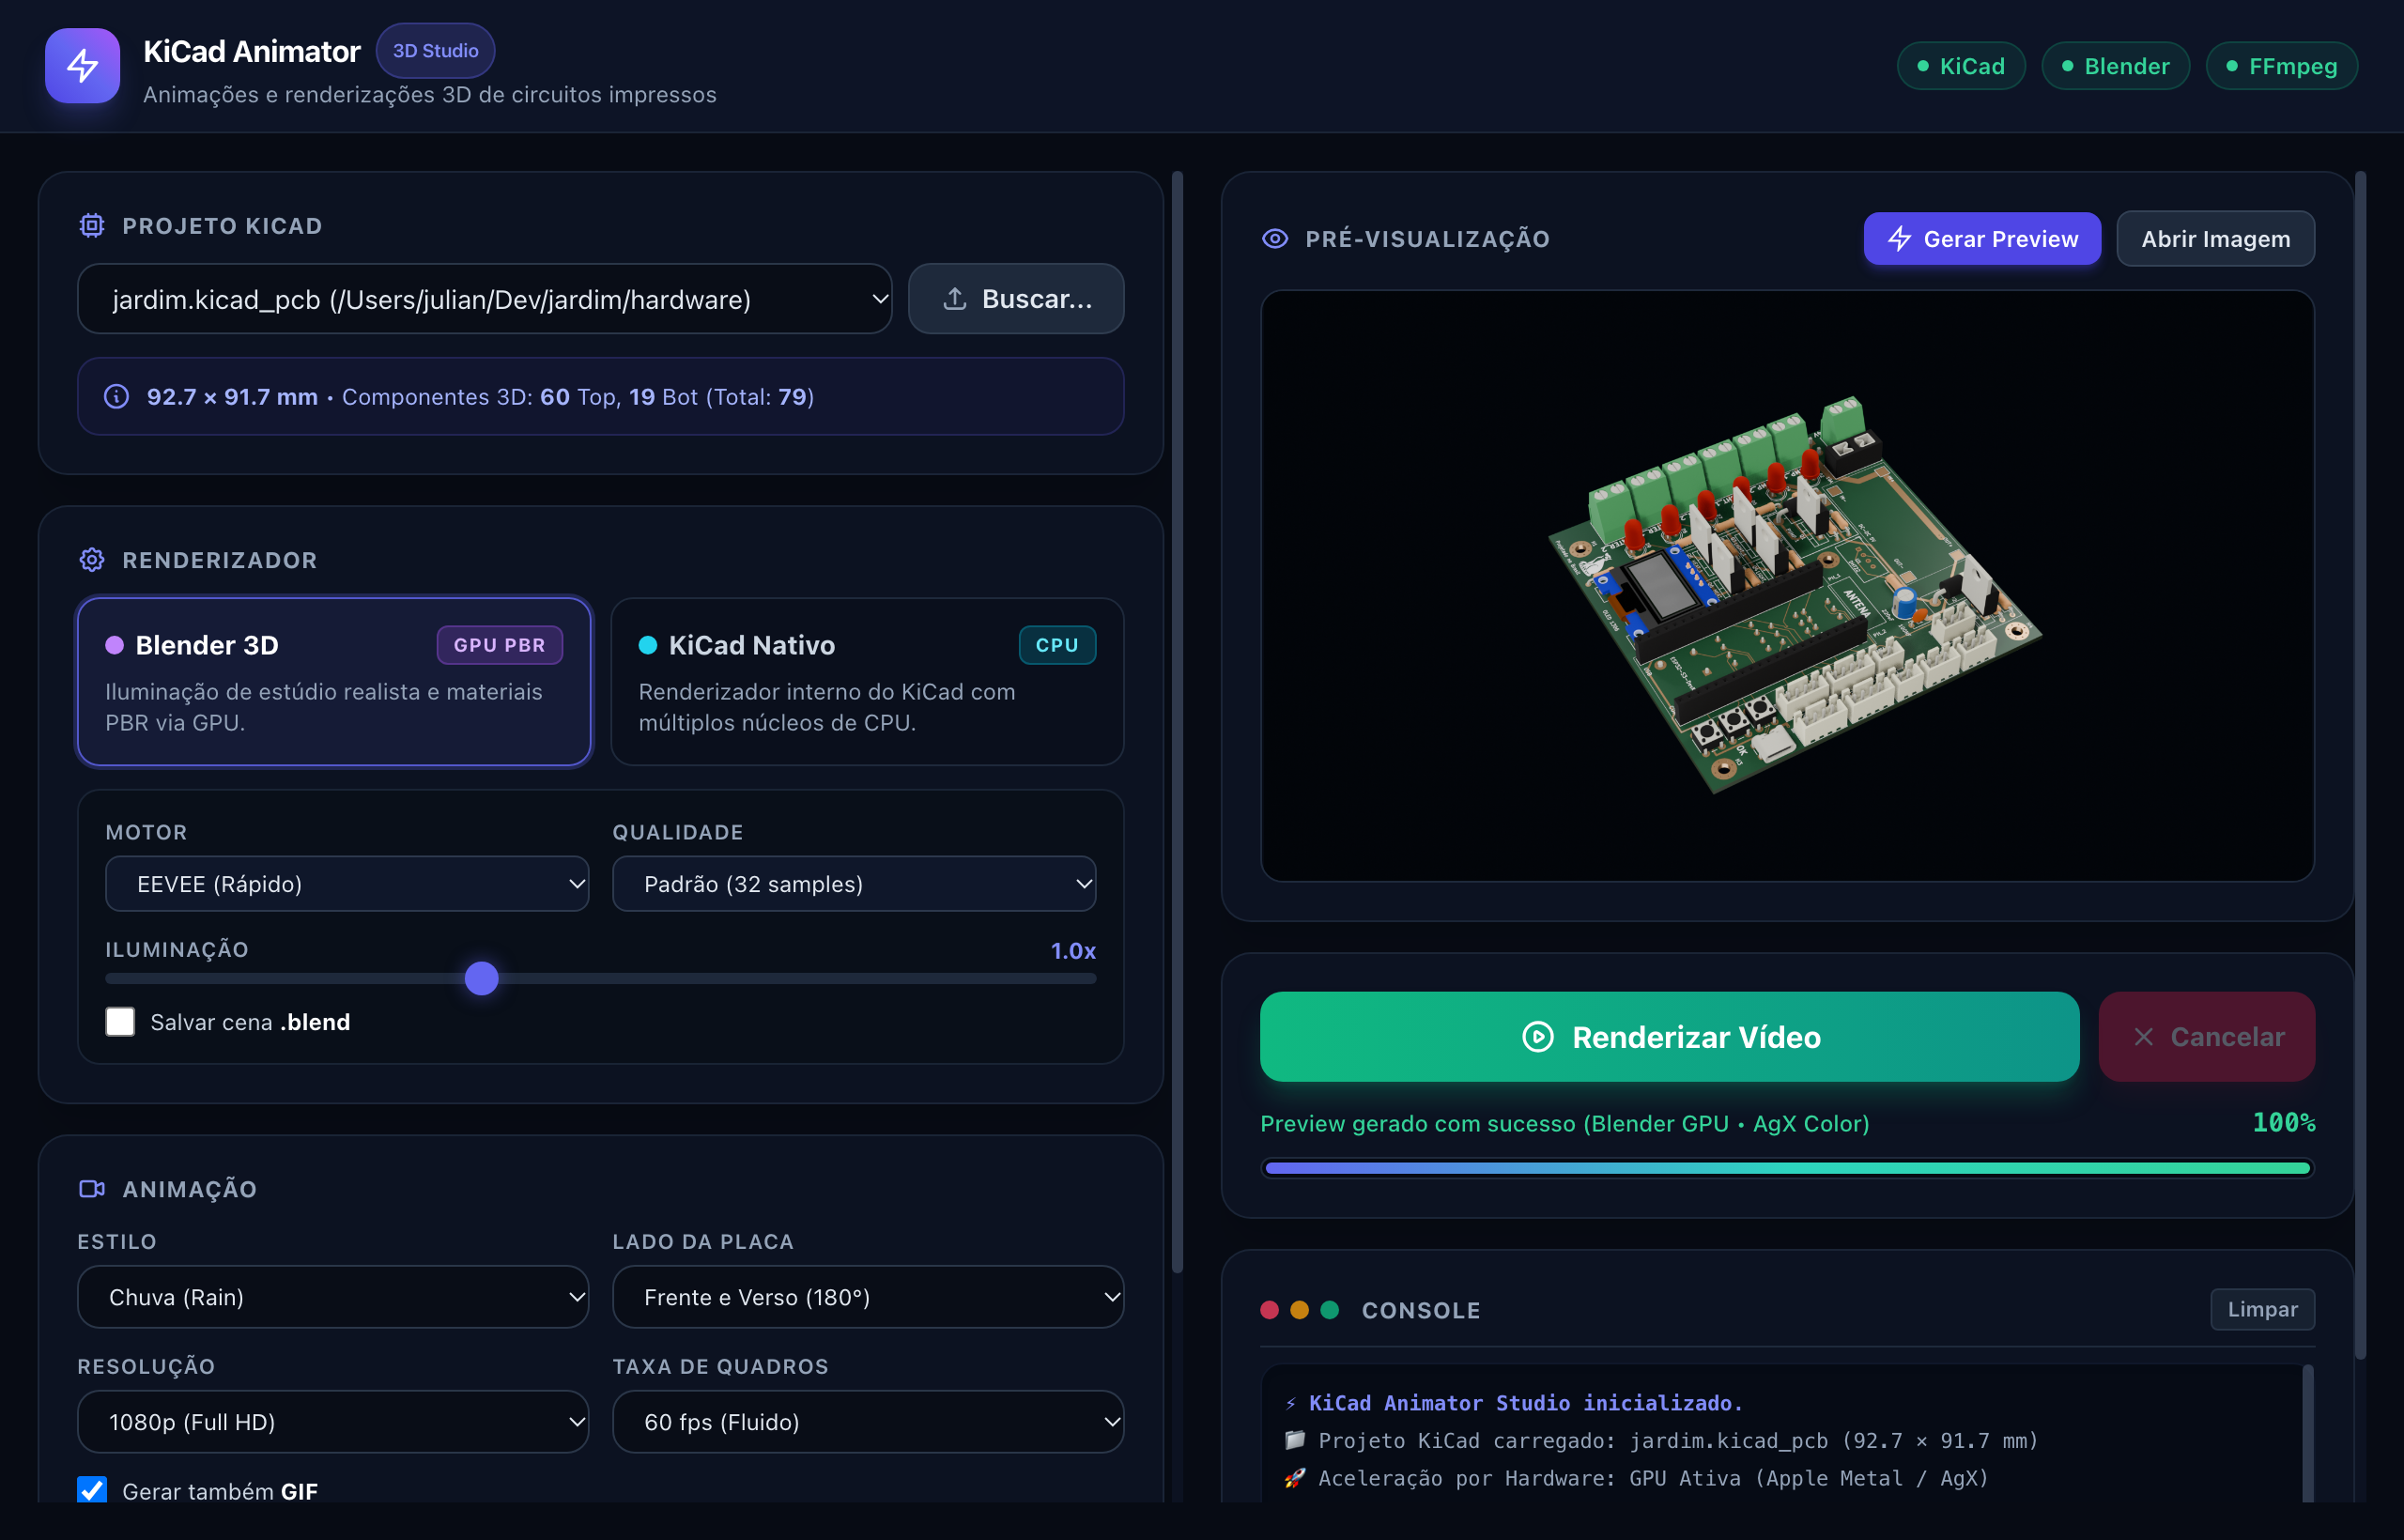 KiCad Animator
3D Studio
Animações e renderizações 3D de circuitos impressos
KiCad
Blender
FFmpeg
PROJETO KICAD
jardim.kicad_pcb (/Users/julian/Dev/jardim/hardware)
Buscar...
92.7 × 91.7 mm • Componentes 3D: 60 Top, 19 Bot (Total: 79)
RENDERIZADOR
Blender 3D
GPU PBR
Iluminação de estúdio realista e materiais
PBR via GPU.
KiCad Nativo
CPU
Renderizador interno do KiCad com
múltiplos núcleos de CPU.
MOTOR
EEVEE (Rápido)
QUALIDADE
Padrão (32 samples)
ILUMINAÇÃO
1.0x
Salvar cena .blend
ANIMAÇÃO
ESTILO
Chuva (Rain)
LADO DA PLACA
Frente e Verso (180°)
RESOLUÇÃO
1080p (Full HD)
TAXA DE QUADROS
60 fps (Fluido)
Gerar também GIF
PRÉ-VISUALIZAÇÃO
Gerar Preview
Abrir Imagem
ANTENA
OK
Renderizar Vídeo
Cancelar
Preview gerado com sucesso (Blender GPU • AgX Color)
100%
CONSOLE
Limpar
⚡ KiCad Animator Studio inicializado.
📁 Projeto KiCad carregado: jardim.kicad_pcb (92.7 × 91.7 mm)
🚀 Aceleração por Hardware: GPU Ativa (Apple Metal / AgX)